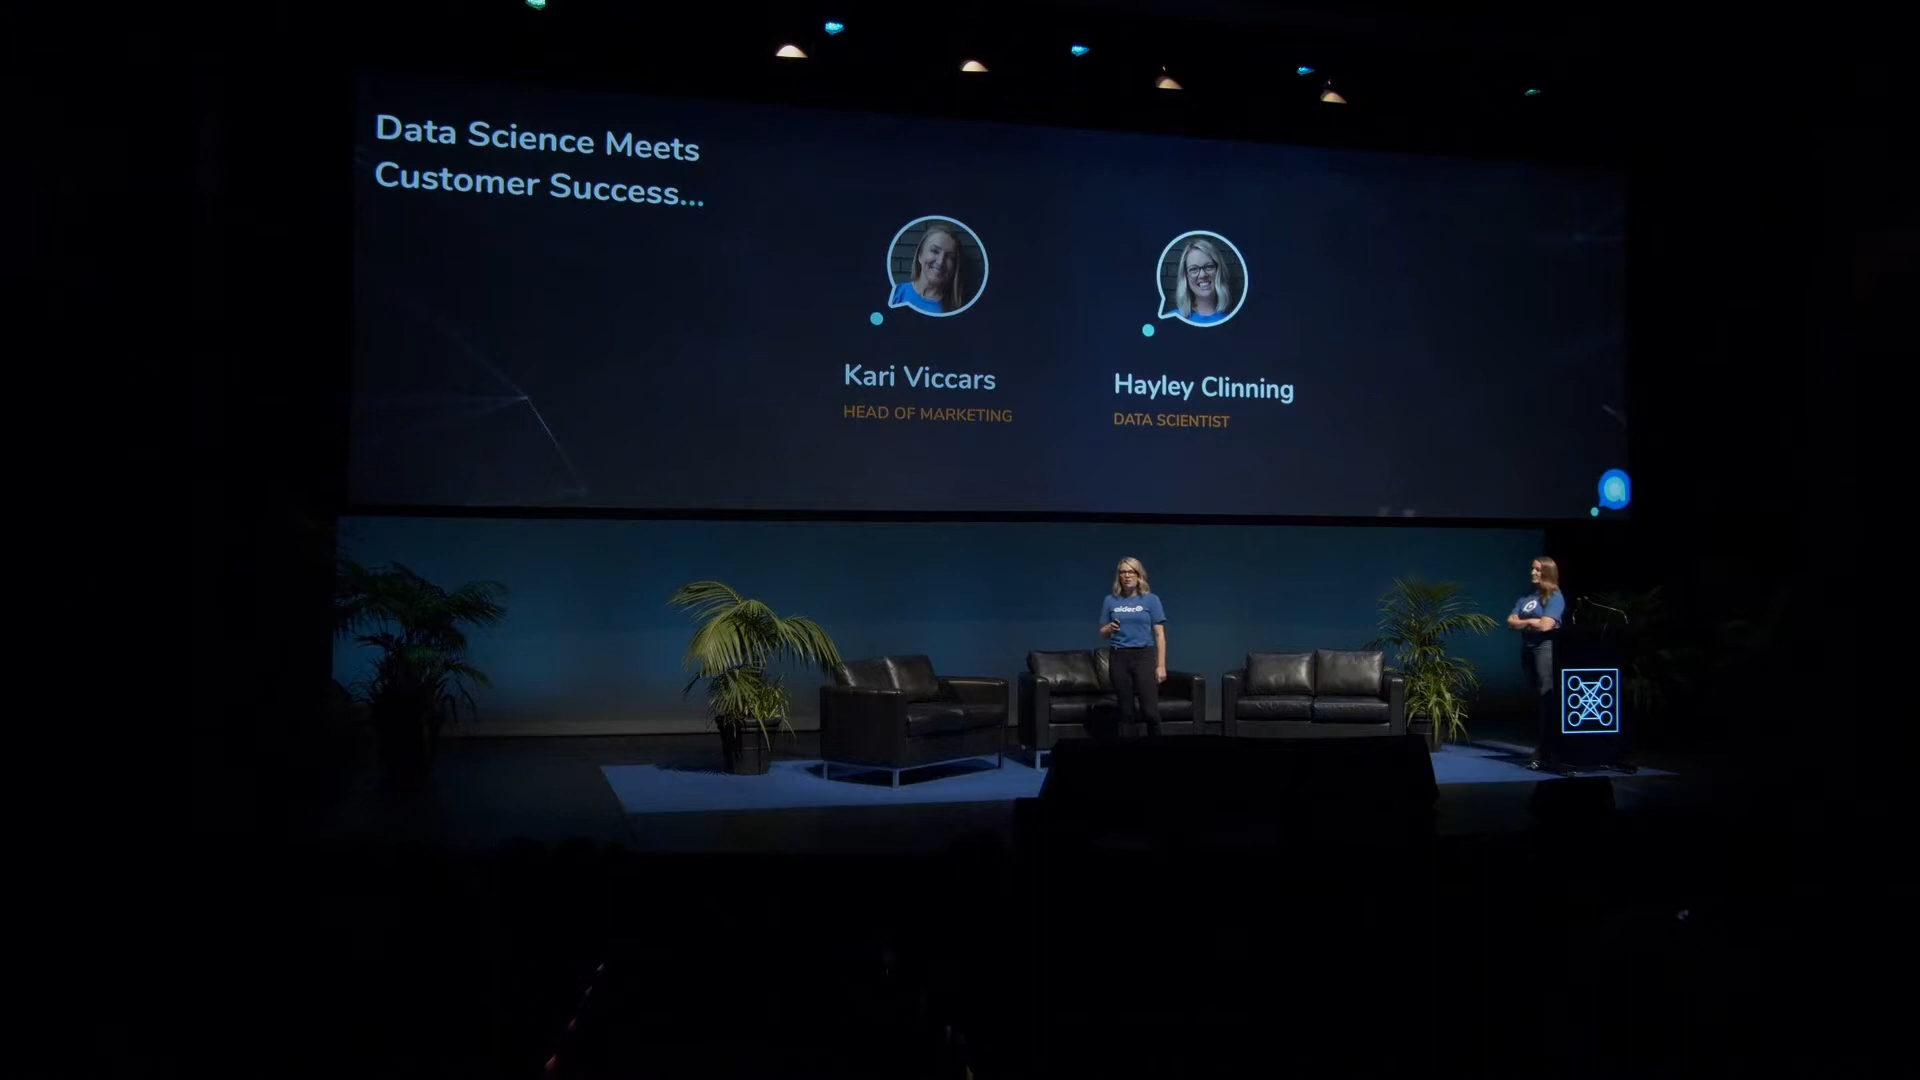 Data Science Meets
Customer Success...
Kari Viccars
HEAD OF MARKETING
Hayley Clinning
DATA SCIENTIST